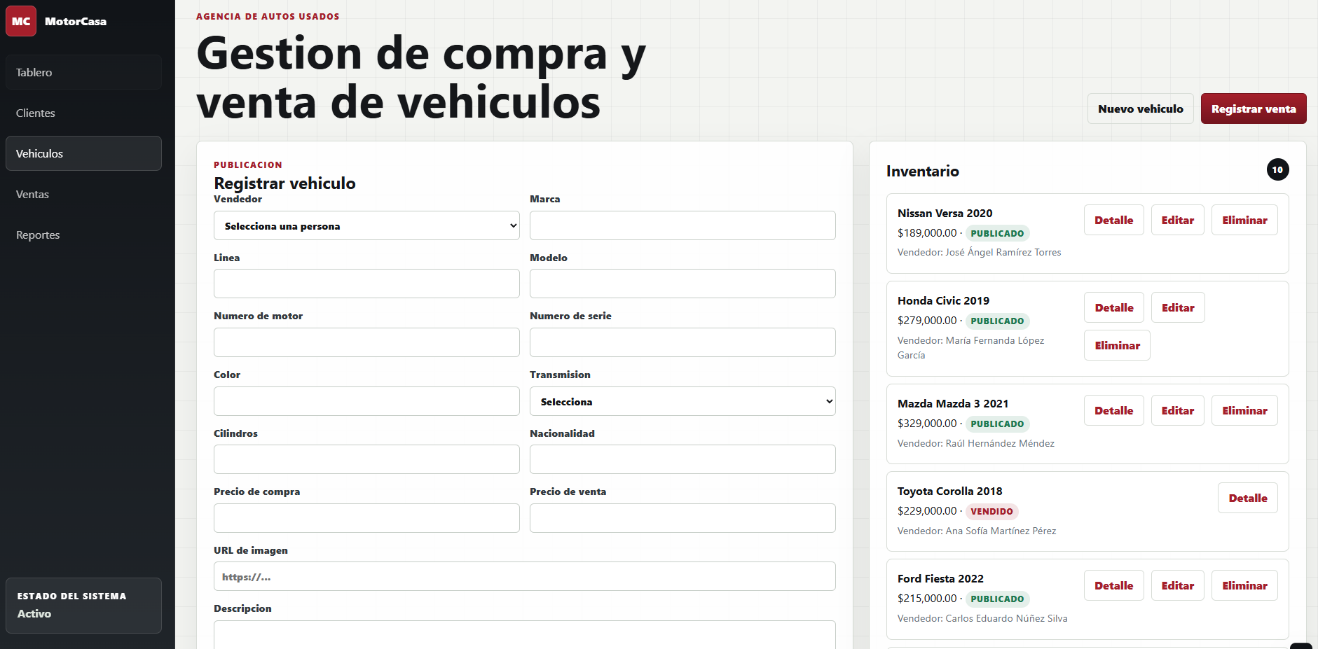 MC MotorCasa
Tablero
Clientes
Vehiculos
Ventas
Reportes
ESTADO DEL SISTEMA
Activo
AGENCIA DE AUTOS USADOS
Gestion de compra y
venta de vehiculos
Nuevo vehiculo
Registrar venta
PUBLICACION
Registrar vehiculo
Vendedor
Selecciona una persona
Marca
Linea
Modelo
Numero de motor
Numero de serie
Color
Transmision
Selecciona
Cilindros
Nacionalidad
Precio de compra
Precio de venta
URL de imagen
https://...
Descripcion
Inventario
10
Nissan Versa 2020
$189,000.00 · PUBLICADO
Vendedor: José Ángel Ramírez Torres
Detalle
Editar
Eliminar
Honda Civic 2019
$279,000.00 · PUBLICADO
Vendedor: María Fernanda López
García
Detalle
Editar
Eliminar
Mazda Mazda 3 2021
$329,000.00 · PUBLICADO
Vendedor: Raúl Hernández Méndez
Detalle
Editar
Eliminar
Toyota Corolla 2018
$229,000.00 · VENDIDO
Vendedor: Ana Sofía Martínez Pérez
Detalle
Ford Fiesta 2022
$215,000.00 · PUBLICADO
Vendedor: Carlos Eduardo Núñez Silva
Detalle
Editar
Eliminar